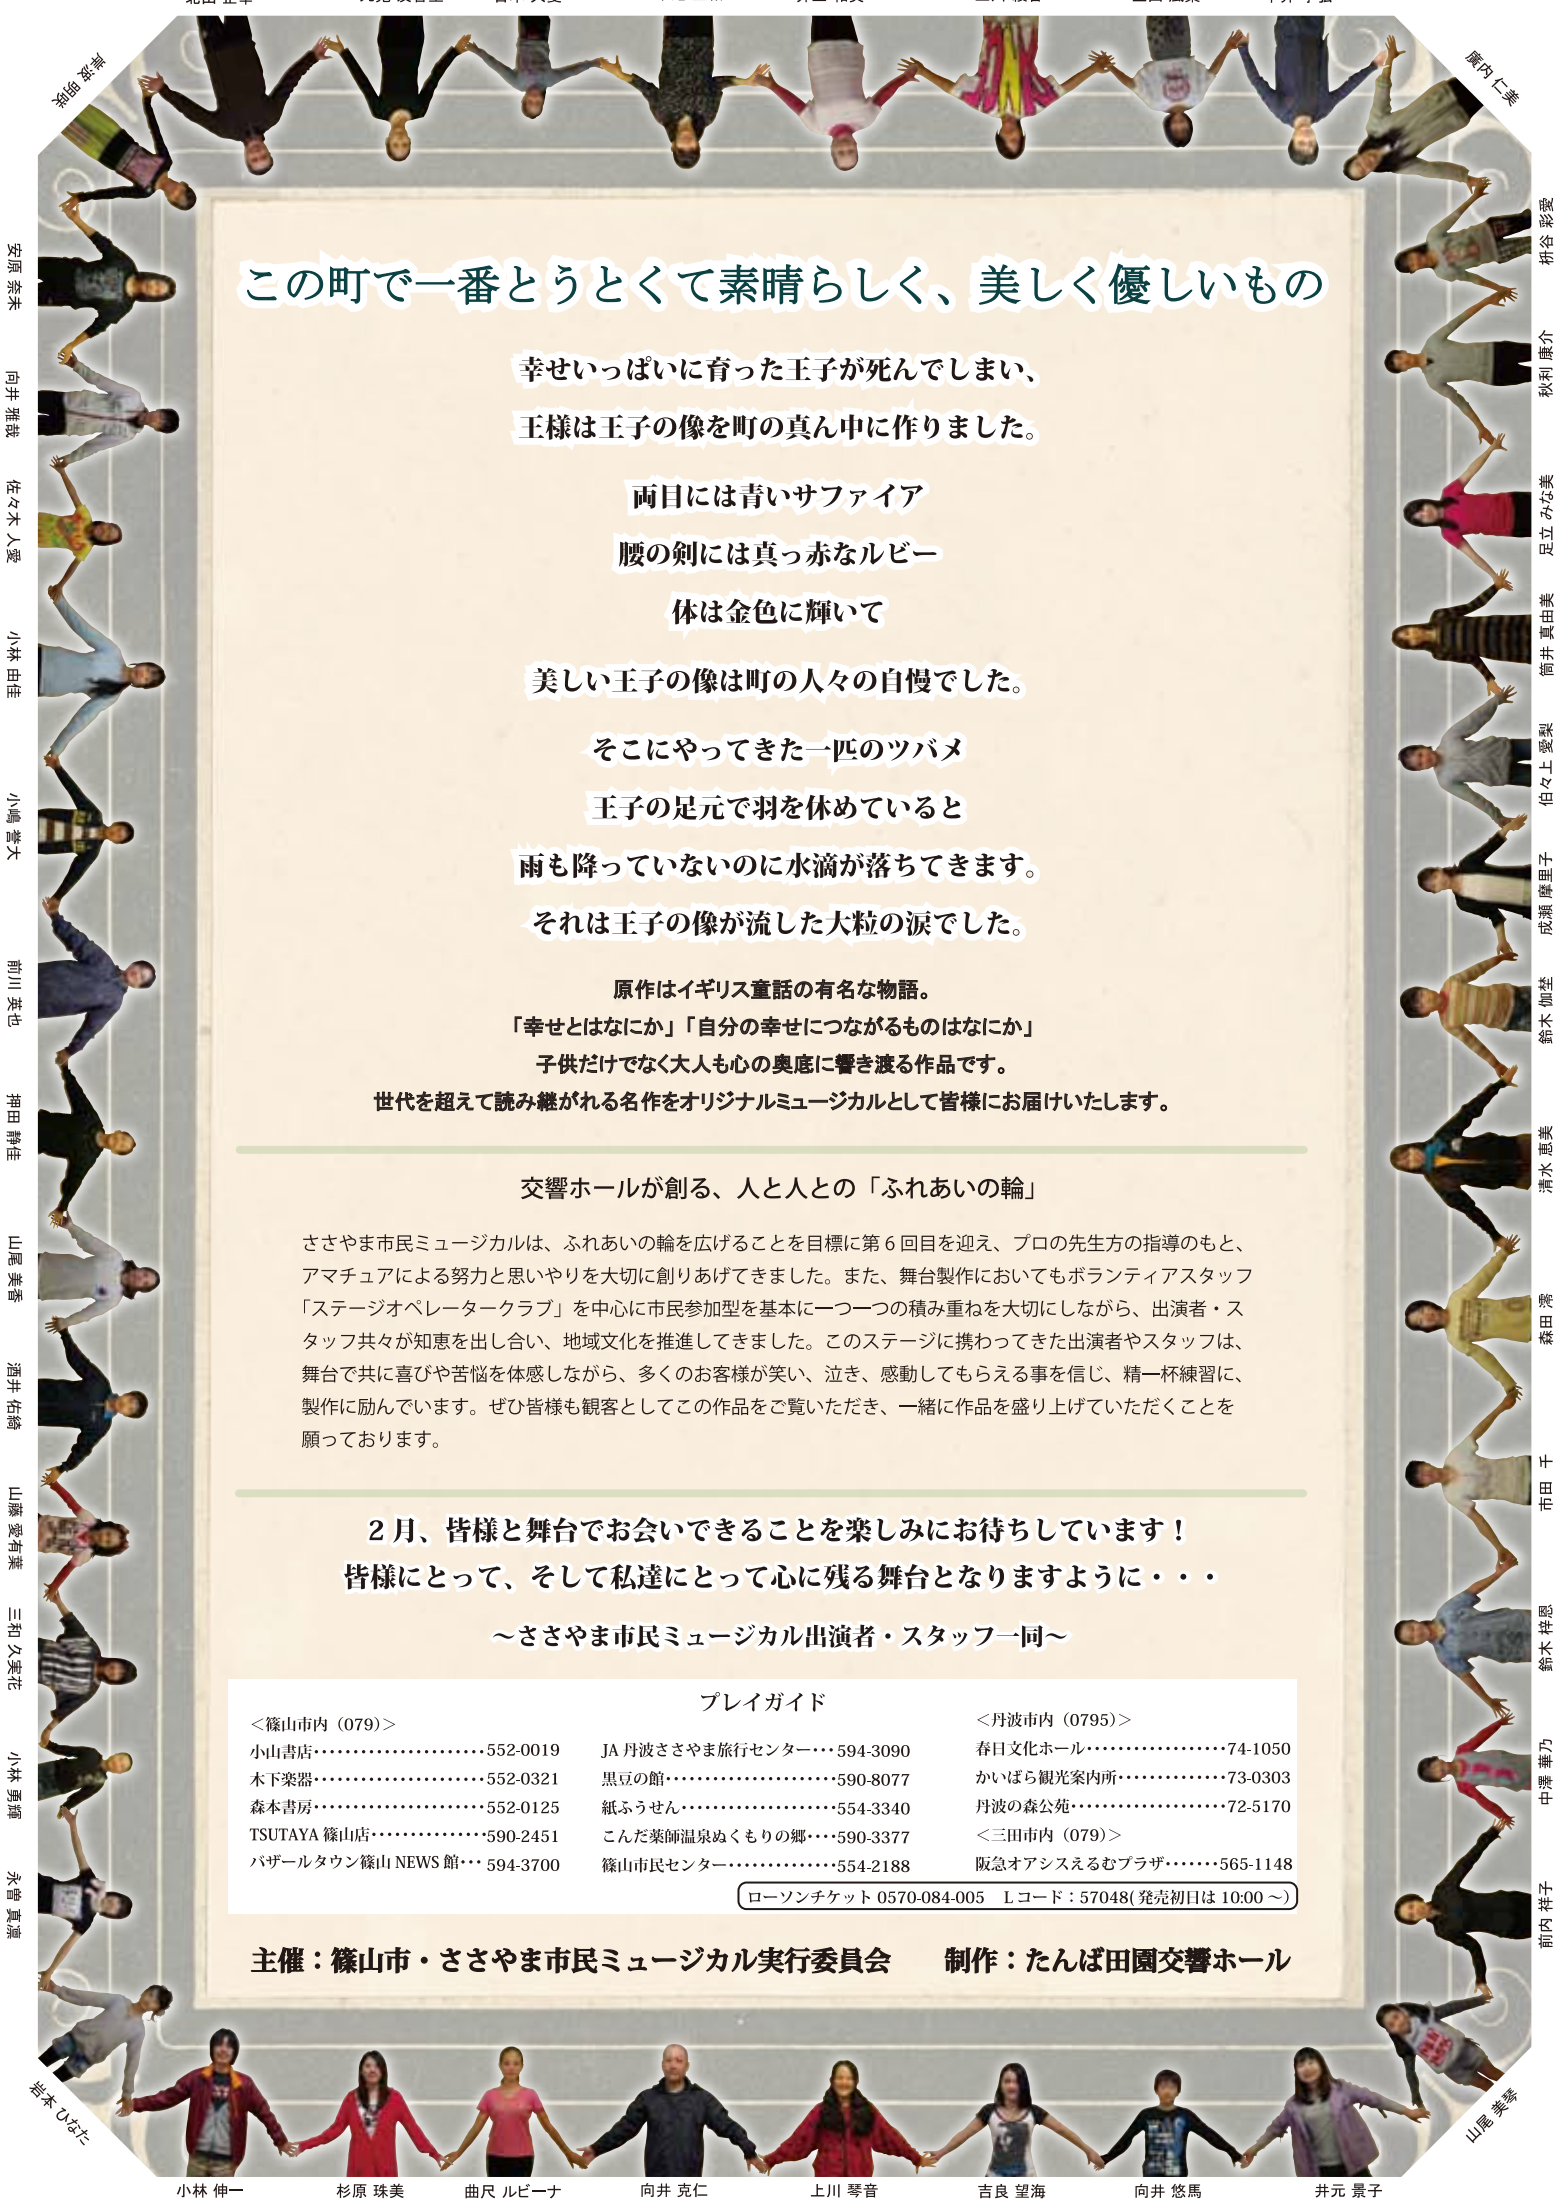 岸波 明咲
廣内 仁美
安原 奈未
向井 雅哉
佐々木 人愛
小林 由佳
小嶋 誉大
前川 英也
押田 静佳
山尾 美香
酒井 佑綺
山藤 愛有葉
三和 久実花
小林 勇輝
永曽 真凛
岩本 ひなた
この町で一番とうとくて素晴らしく、美しく優しいもの
幸せいっぱいに育った王子が死んでしまい、
王様は王子の像を町の真ん中に作りました。
両目には青いサファイア
腰の剣には真っ赤なルビー
体は金色に輝いて
美しい王子の像は町の人々の自慢でした。
そこにやってきた一匹のツバメ
王子の足元で羽を休めていると
雨も降っていないのに水滴が落ちてきます。
それは王子の像が流した大粒の涙でした。
原作はイギリス童話の有名な物語。
「幸せとはなにか」「自分の幸せにつながるものはなにか」
子供だけでなく大人も心の奥底に響き渡る作品です。
世代を超えて読み継がれる名作をオリジナルミュージカルとして皆様にお届けいたします。
交響ホールが創る、人と人との「ふれあいの輪」
ささやま市民ミュージカルは、ふれあいの輪を広げることを目標に第6回目を迎え、プロの先生方の指導のもと、
アマチュアによる努力と思いやりを大切に創りあげてきました。また、舞台製作においてもボランティアスタッフ
「ステージオペレータークラブ」を中心に市民参加型を基本に一つ一つの積み重ねを大切にしながら、出演者・ス
タッフ共々が知恵を出し合い、地域文化を推進してきました。このステージに携わってきた出演者やスタッフは、
舞台で共に喜びや苦悩を体感しながら、多くのお客様が笑い、泣き、感動してもらえる事を信じ、精一杯練習に、
製作に励んでいます。ぜひ皆様も観客としてこの作品をご覧いただき、一緒に作品を盛り上げていただくことを
願っております。
2月、皆様と舞台でお会いできることを楽しみにお待ちしています！
皆様にとって、そして私達にとって心に残る舞台となりますように・・・
～ささやま市民ミュージカル出演者・スタッフ一同～
プレイガイド
＜篠山市内（079）＞
小山書店・・・・・・・・・・・・・・・・・・・・・・552-0019
木下楽器・・・・・・・・・・・・・・・・・・・・・・552-0321
森本書房・・・・・・・・・・・・・・・・・・・・・・552-0125
TSUTAYA 篠山店・・・・・・・・・・・・・・・590-2451
バザールタウン篠山 NEWS 館・・・594-3700
JA 丹波ささやま旅行センター・・・594-3090
黒豆の館・・・・・・・・・・・・・・・・・・・・・・590-8077
紙ふうせん・・・・・・・・・・・・・・・・・・・・554-3340
こんだ薬師温泉ぬくもりの郷・・・・590-3377
篠山市民センター・・・・・・・・・・・・・・554-2188
＜丹波市内（0795）＞
春日文化ホール・・・・・・・・・・・・・・・・・・74-1050
かいばら観光案内所・・・・・・・・・・・・・・73-0303
丹波の森公苑・・・・・・・・・・・・・・・・・・・・72-5170
＜三田市内（079）＞
阪急オアシスえるむプラザ・・・・・・・565-1148
ローソンチケット 0570-084-005　Lコード：57048(発売初日は 10:00 ～)
主催：篠山市・ささやま市民ミュージカル実行委員会　制作：たんば田園交響ホール
枡谷 彩愛
秋利 康介
足立 みな美
筒井 真由美
伯々上 愛梨
成瀬 摩里子
鈴木 伽埜
清水 恵美
森田 澪
市田 千
鈴木 梓恩
中澤 華乃
前内 祥子
山尾 美琴
小林 伸一
杉原 珠美
曲尺 ルビーナ
向井 克仁
上川 琴音
吉良 望海
向井 悠馬
井元 景子